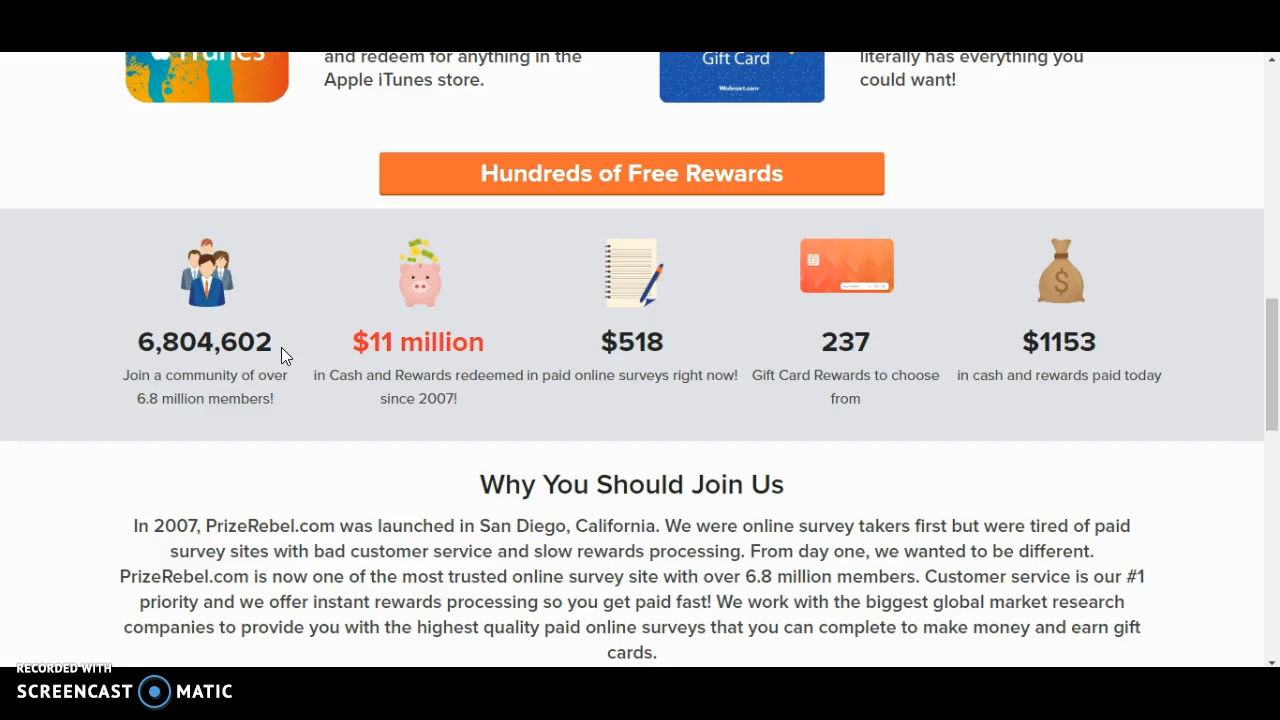 iTunes
and redeem for anything in the
Apple iTunes store.
Gift Card
Walmart.com
literally has everything you
could want!
Hundreds of Free Rewards
6,804,602
Join a community of over
6.8 million members!
$11 million
in Cash and Rewards redeemed
since 2007!
$518
in paid online surveys right now!
237
Gift Card Rewards to choose
from
$1153
in cash and rewards paid today
Why You Should Join Us
In 2007, PrizeRebel.com was launched in San Diego, California. We were online survey takers first but were tired of paid
survey sites with bad customer service and slow rewards processing. From day one, we wanted to be different.
PrizeRebel.com is now one of the most trusted online survey site with over 6.8 million members. Customer service is our #1
priority and we offer instant rewards processing so you get paid fast! We work with the biggest global market research
companies to provide you with the highest quality paid online surveys that you can complete to make money and earn gift
cards.
RECORDED WITH
SCREENCAST MATIC